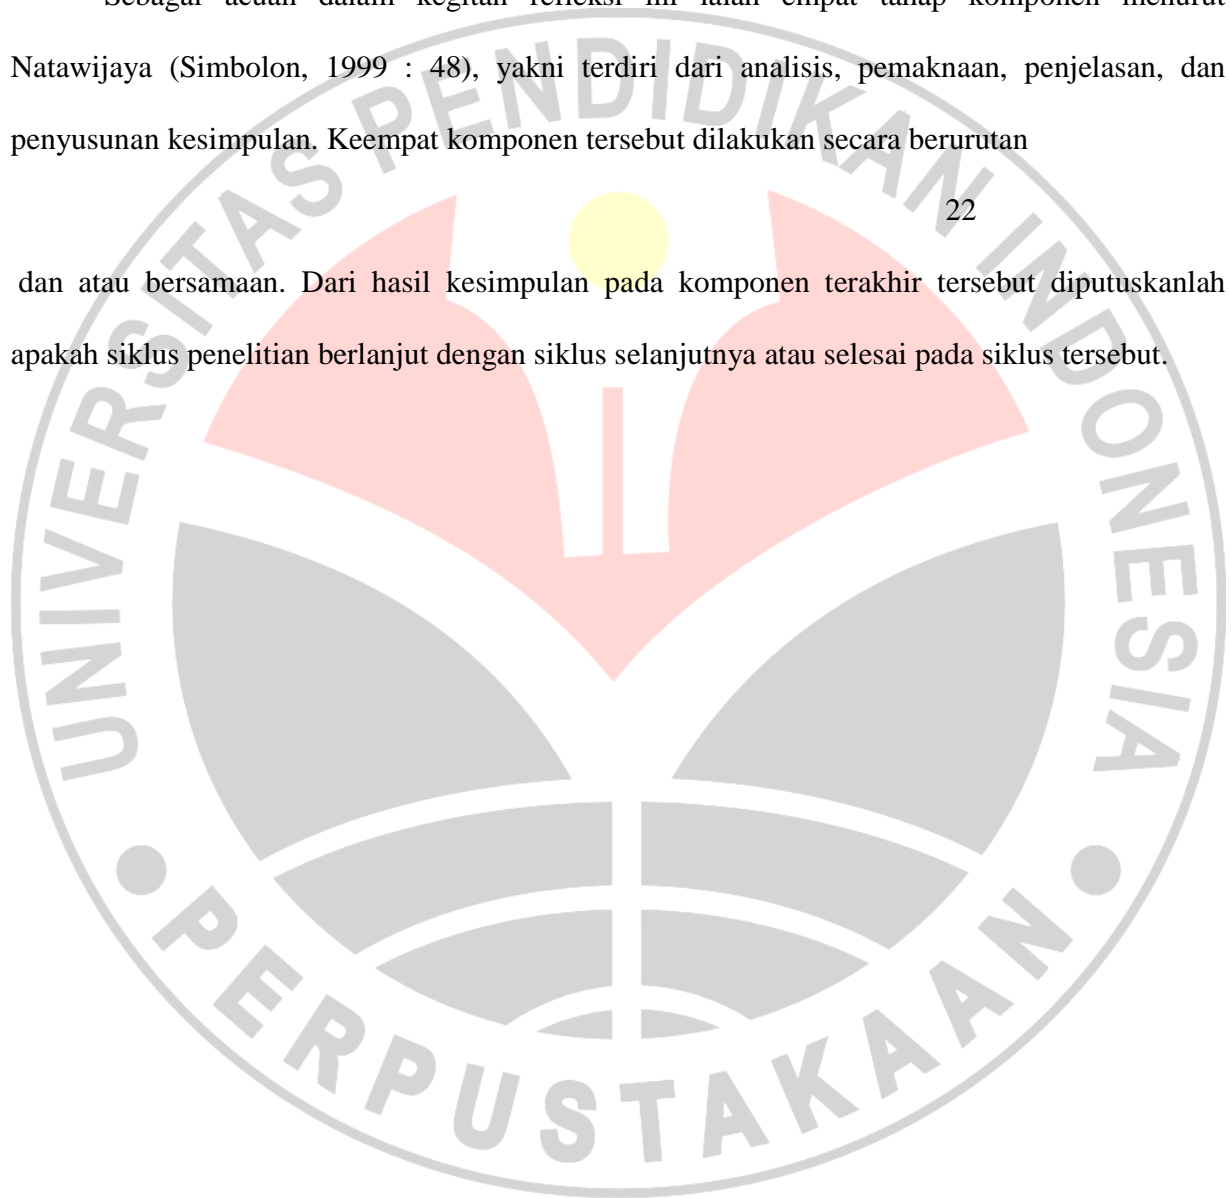 Sebagai acuan dalam kegitan refleksi ini ialah empat tahap komponen menurut
Natawijaya (Simbolon, 1999 : 48), yakni terdiri dari analisis, pemaknaan, penjelasan, dan
penyusunan kesimpulan. Keempat komponen tersebut dilakukan secara berurutan
22
dan atau bersamaan. Dari hasil kesimpulan pada komponen terakhir tersebut diputuskanlah
apakah siklus penelitian berlanjut dengan siklus selanjutnya atau selesai pada siklus tersebut.
UNIVERSITAS PENDIDIKAN INDONESIA
PERPUSTAKAAN